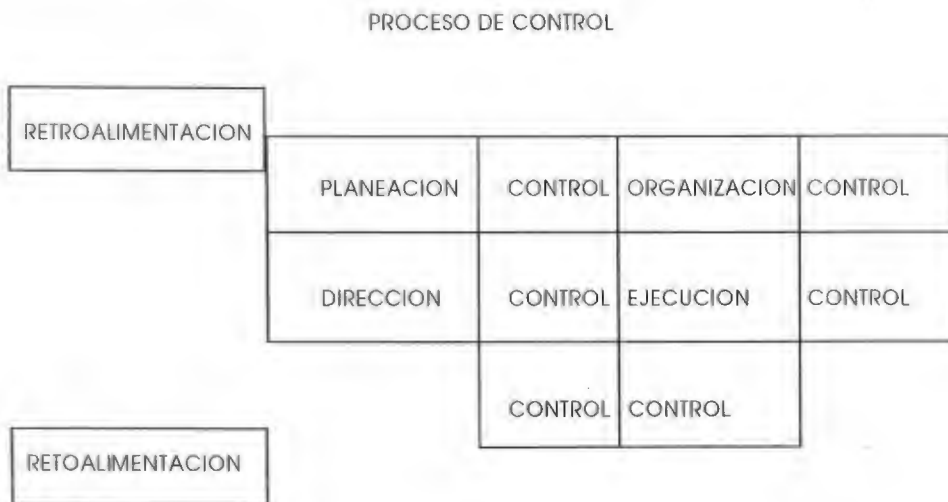 PROCESO DE CONTROL
RETROALIMENTACION
PLANEACION CONTROL ORGANIZACION CONTROL
DIRECCION CONTROL EJECUCION CONTROL
CONTROL CONTROL
RETOALIMENTACION